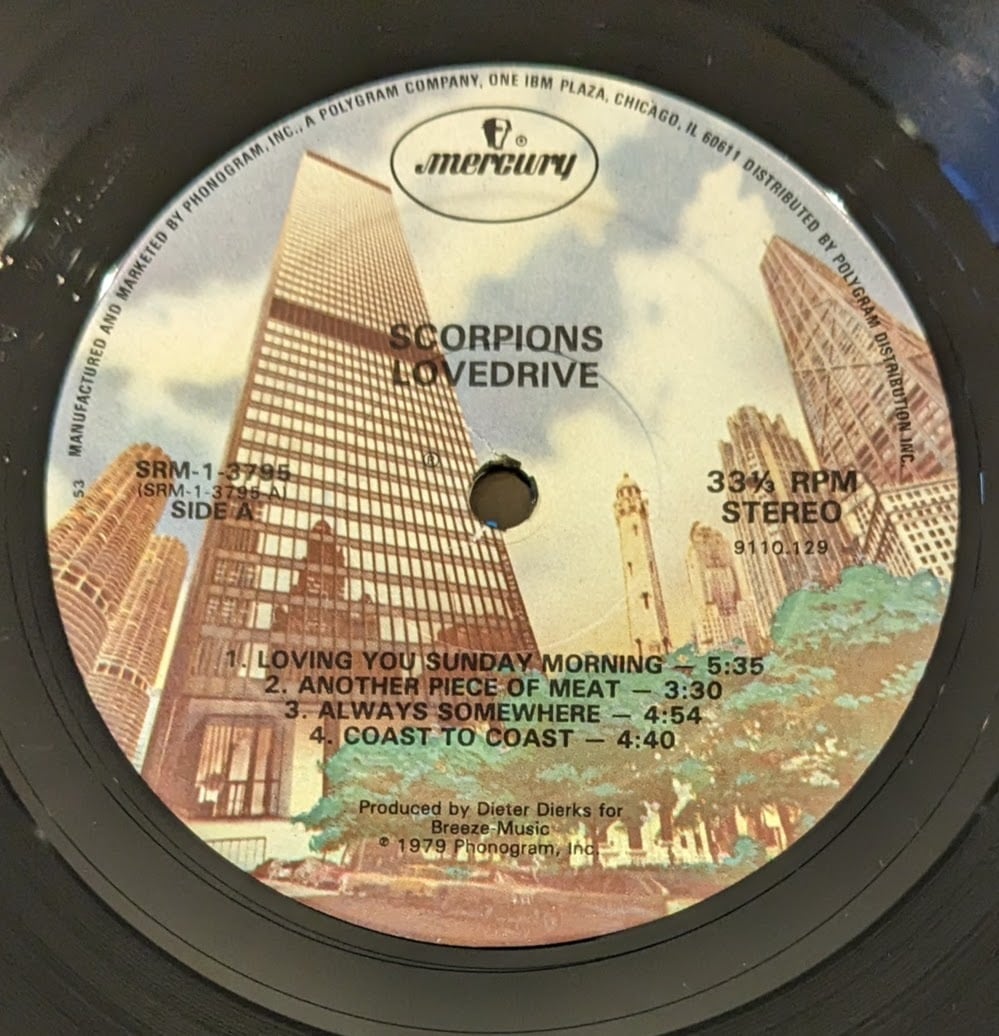 MANUFACTURED AND MARKETED BY PHONOGRAM, INC., A POLYGRAM COMPANY, ONE IBM PLAZA, CHICAGO, IL 60611 DISTRIBUTED BY POLYGRAM DISTRIBUTION, INC.
®
mercury
SCORPIONS
LOVEDRIVE
℗
SRM-1-3795
(SRM-1-3795-A)
SIDE A
53
33⅓ RPM
STEREO
9110.129
1. LOVING YOU SUNDAY MORNING — 5:35
2. ANOTHER PIECE OF MEAT — 3:30
3. ALWAYS SOMEWHERE — 4:54
4. COAST TO COAST — 4:40
Produced by Dieter Dierks for
Breeze-Music
℗ 1979 Phonogram, Inc.